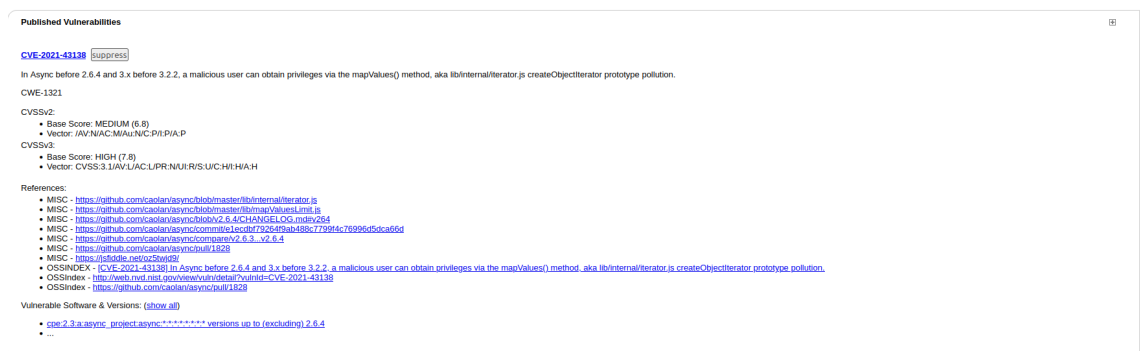 Published Vulnerabilities
CVE-2021-43138 suppress
In Async before 2.6.4 and 3.x before 3.2.2, a malicious user can obtain privileges via the mapValues() method, aka lib/internal/iterator.js createObjectIterator prototype pollution.
CWE-1321
CVSSv2:
• Base Score: MEDIUM (6.8)
• Vector: /AV:N/AC:M/Au:N/C:P/I:P/A:P
CVSSv3:
• Base Score: HIGH (7.8)
• Vector: CVSS:3.1/AV:L/AC:L/PR:N/UI:R/S:U/C:H/I:H/A:H
References:
• MISC - https://github.com/caolan/async/blob/master/lib/internal/iterator.js
• MISC - https://github.com/caolan/async/blob/master/lib/mapValuesLimit.js
• MISC - https://github.com/caolan/async/blob/v2.6.4/CHANGELOG.md#v264
• MISC - https://github.com/caolan/async/commit/e1ecdbf79264f9ab488c7799f4c76996d5dca66d
• MISC - https://github.com/caolan/async/compare/v2.6.3...v2.6.4
• MISC - https://github.com/caolan/async/pull/1828
• MISC - https://jsfiddle.net/oz5twjd9/
• OSSINDEX - [CVE-2021-43138] In Async before 2.6.4 and 3.x before 3.2.2, a malicious user can obtain privileges via the mapValues() method, aka lib/internal/iterator.js createObjectIterator prototype pollution.
• OSSIndex - http://web.nvd.nist.gov/view/vuln/detail?vulnId=CVE-2021-43138
• OSSIndex - https://github.com/caolan/async/pull/1828
Vulnerable Software & Versions: (show all)
• cpe:2.3:a:async_project:async:*:*:*:*:*:*:*:* versions up to (excluding) 2.6.4
• ...